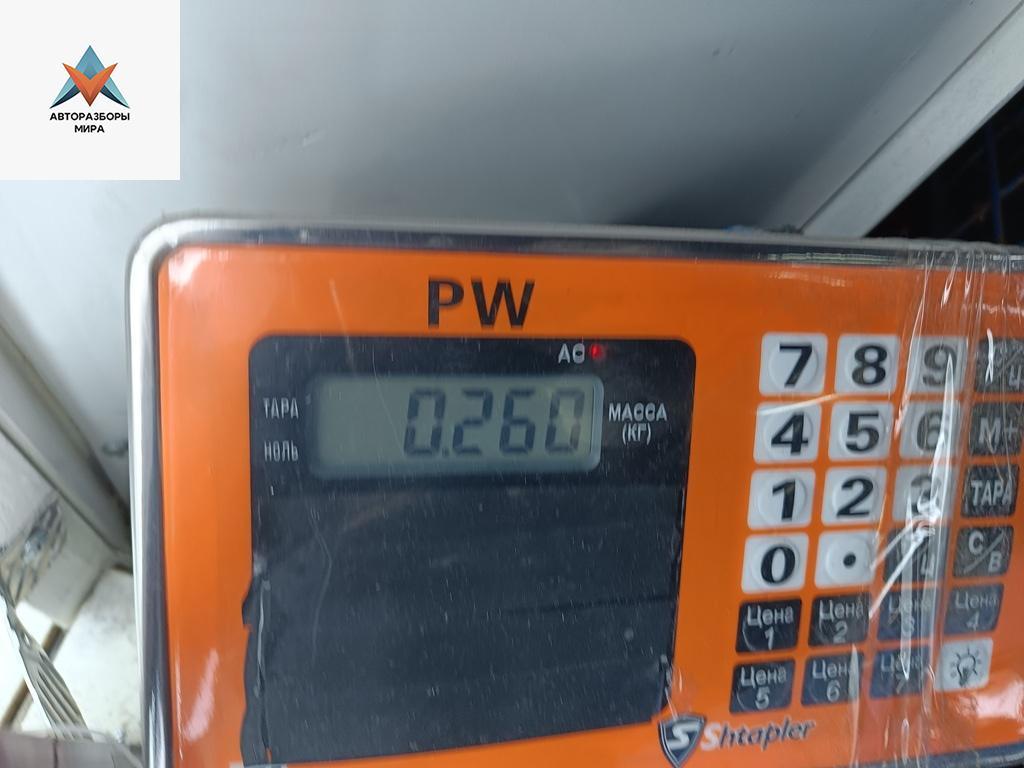 АВТОРАЗБОРЫ
МИРА
PW
AC
ТАРА
НОЛЬ
0.260
МАССА
(КГ)
7 8 9
4 5 6 M+
1 2 ТАРА
0 . С/В
Цена 1 Цена 2 Цена 4
Цена 5 Цена 6
Shtapler